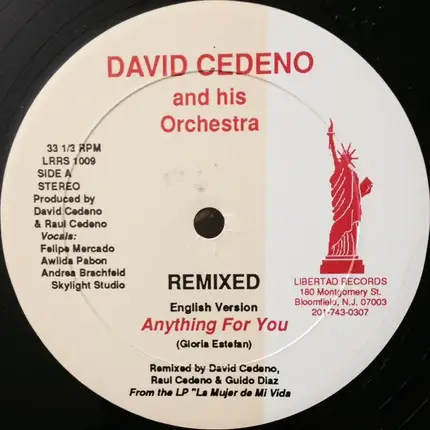 DAVID CEDENO
and his
Orchestra
33 1/3 RPM
LRRS 1009
SIDE A
STEREO
Produced by
David Cedeno
& Raul Cedeno
Vocals:
Felipe Mercado
Awilda Pabon
Andrea Brachfeld
Skylight Studio
LIBERTAD RECORDS
180 Montgomery St.
Bloomfield, N.J. 07003
201-743-0307
REMIXED
English Version
Anything For You
(Gloria Estefan)
Remixed by David Cedeno,
Raul Cedeno & Guido Diaz
From the LP "La Mujer de Mi Vida